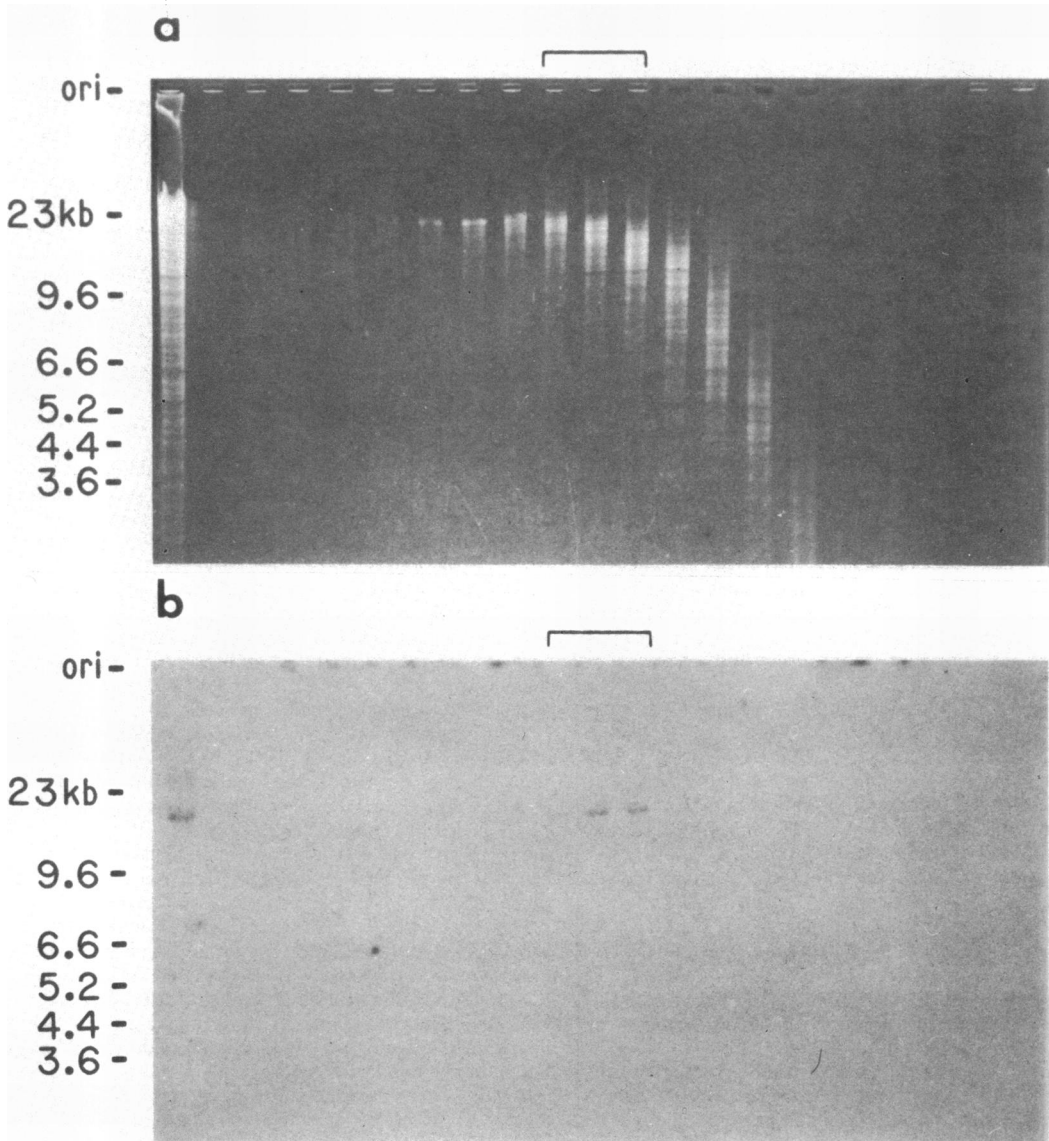 a
ori-
23kb-
9.6-
6.6-
5.2-
4.4-
3.6-
b
ori-
23kb-
9.6-
6.6-
5.2-
4.4-
3.6-